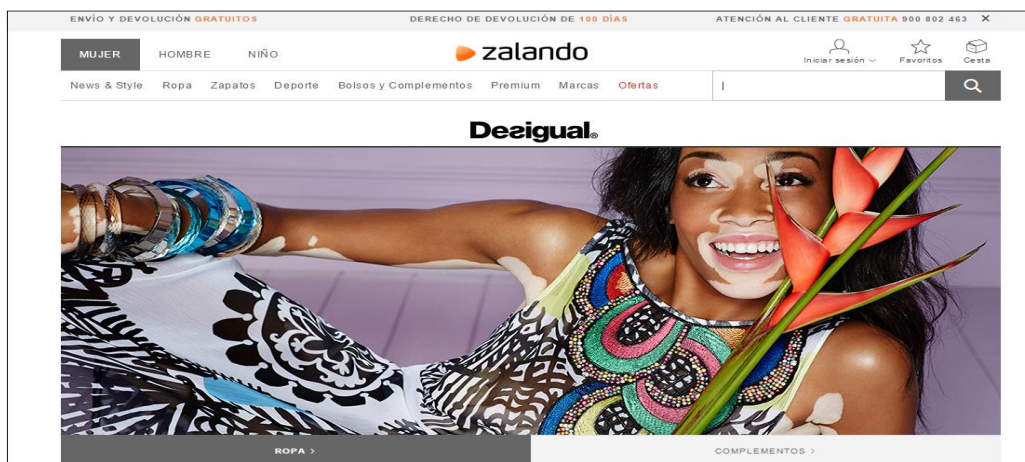 ENVÍO Y DEVOLUCIÓN GRATUITOS
DERECHO DE DEVOLUCIÓN DE 100 DÍAS
ATENCIÓN AL CLIENTE GRATUITA 900 802 463 X
MUJER HOMBRE NIÑO
zalando
Iniciar sesión
Favoritos
Cesta
News & Style Ropa Zapatos Deporte Bolsos y Complementos Premium Marcas Ofertas
Desigual®
ROPA >
COMPLEMENTOS >